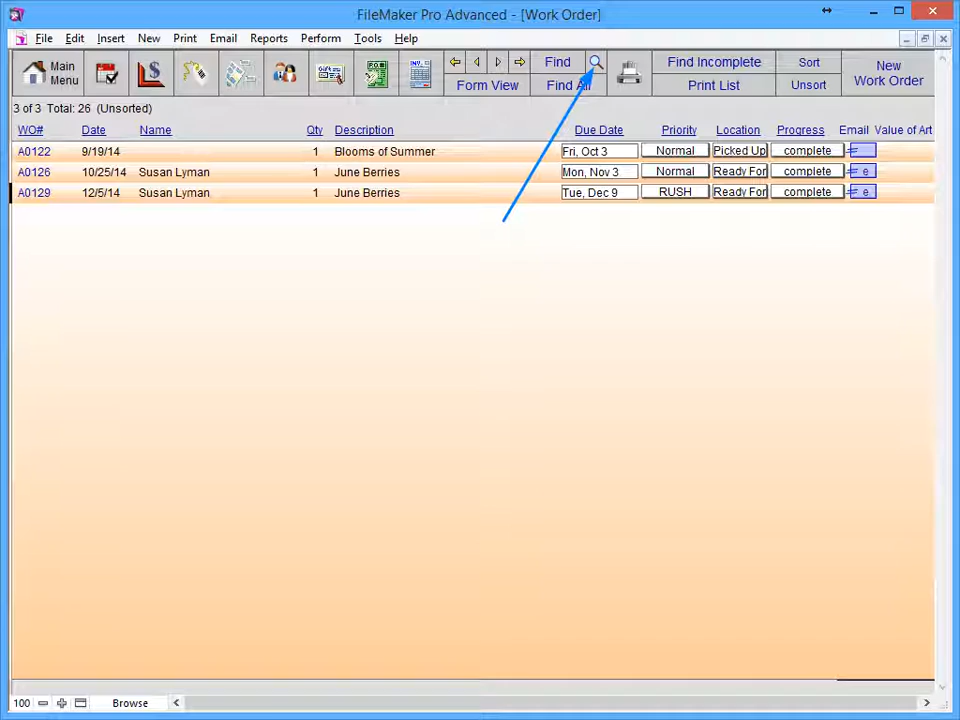 FileMaker Pro Advanced - [Work Order]
File Edit Insert New Print Email Reports Perform Tools Help
Main Menu Find Find Incomplete Sort New Work Order
Form View Find All Print List Unsort
3 of 3 Total: 26 (Unsorted)
WO# Date Name Qty Description Due Date Priority Location Progress Email Value of Art
A0122 9/19/14 1 Blooms of Summer Fri, Oct 3 Normal Picked Up complete
A0126 10/25/14 Susan Lyman 1 June Berries Mon, Nov 3 Normal Ready For complete e
A0129 12/5/14 Susan Lyman 1 June Berries Tue, Dec 9 RUSH Ready For complete e
100 Browse